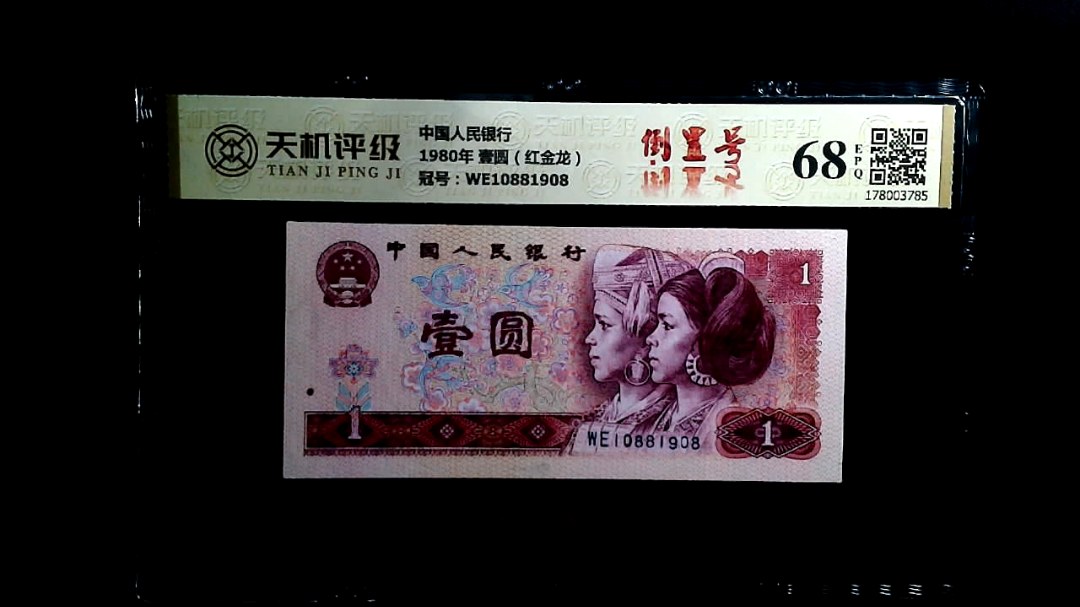 天机评级
TIAN JI PING JI
中国人民银行
1980年 壹圆（红金龙）
冠号：WE10881908
倒置号
68
EPQ
178003785
中国人民银行
1
壹圆
1
WE10881908
1